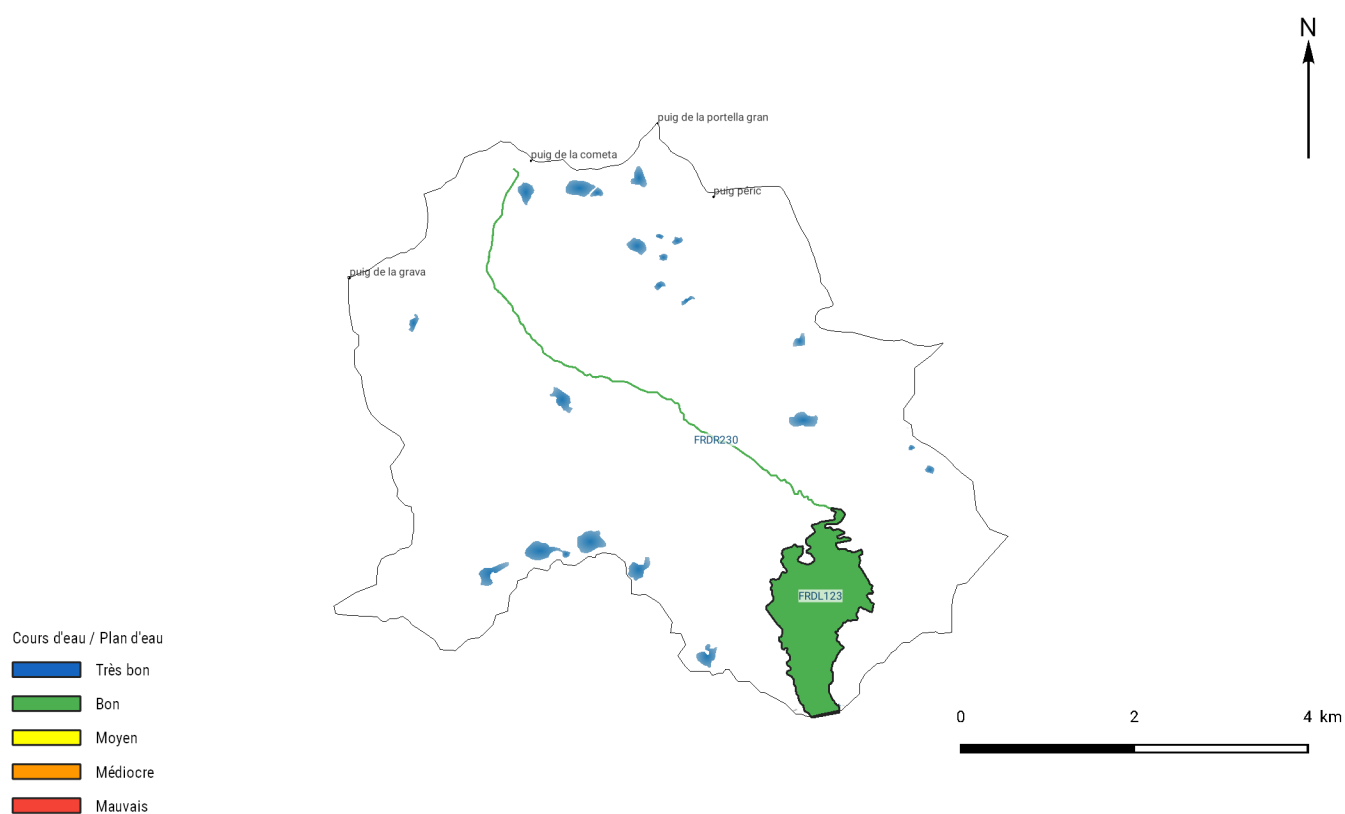 N
puig de la portella gran
puig de la cometa
puig péric
puig de la grava
FRDR230
FRDL123
Cours d'eau / Plan d'eau
Très bon
Bon
Moyen
Médiocre
Mauvais
0 2 4 km